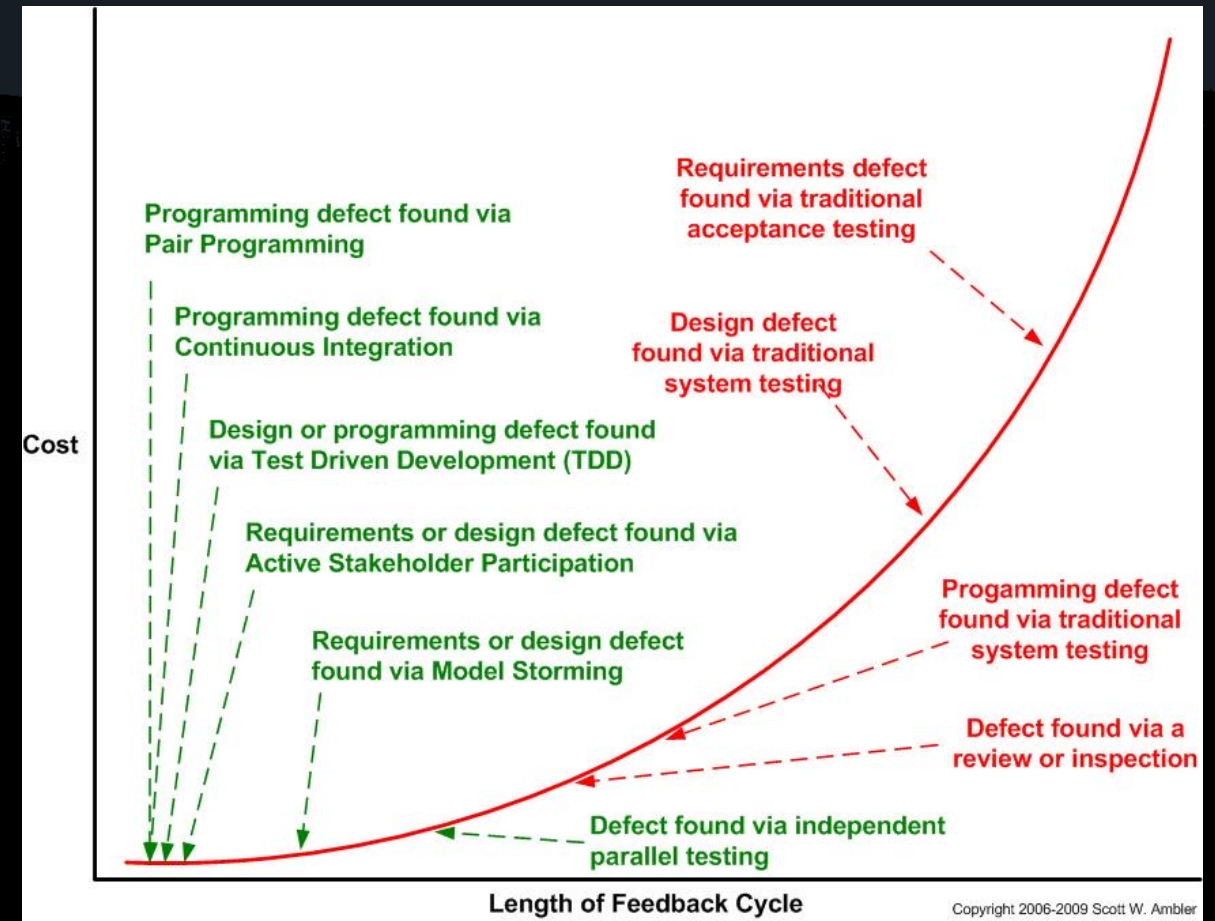 Programming defect found via
Pair Programming
Programming defect found via
Continuous Integration
Design or programming defect found
via Test Driven Development (TDD)
Requirements or design defect found via
Active Stakeholder Participation
Requirements or design defect
found via Model Storming
Requirements defect
found via traditional
acceptance testing
Design defect
found via traditional
system testing
Cost
Progamming defect
found via traditional
system testing
Defect found via a
review or inspection
Defect found via independent
parallel testing
Length of Feedback Cycle
Copyright 2006-2009 Scott W. Ambler